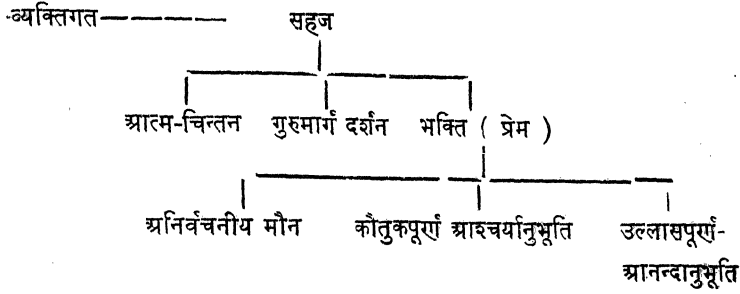 व्यक्तिगत———— सहज
आत्म-चिन्तन गुरुमार्ग दर्शन भक्ति ( प्रेम )
अनिर्वचनीय मौन कौतुकपूर्ण आश्चर्यानुभूति उल्लासपूर्ण-
आनन्दानुभूति